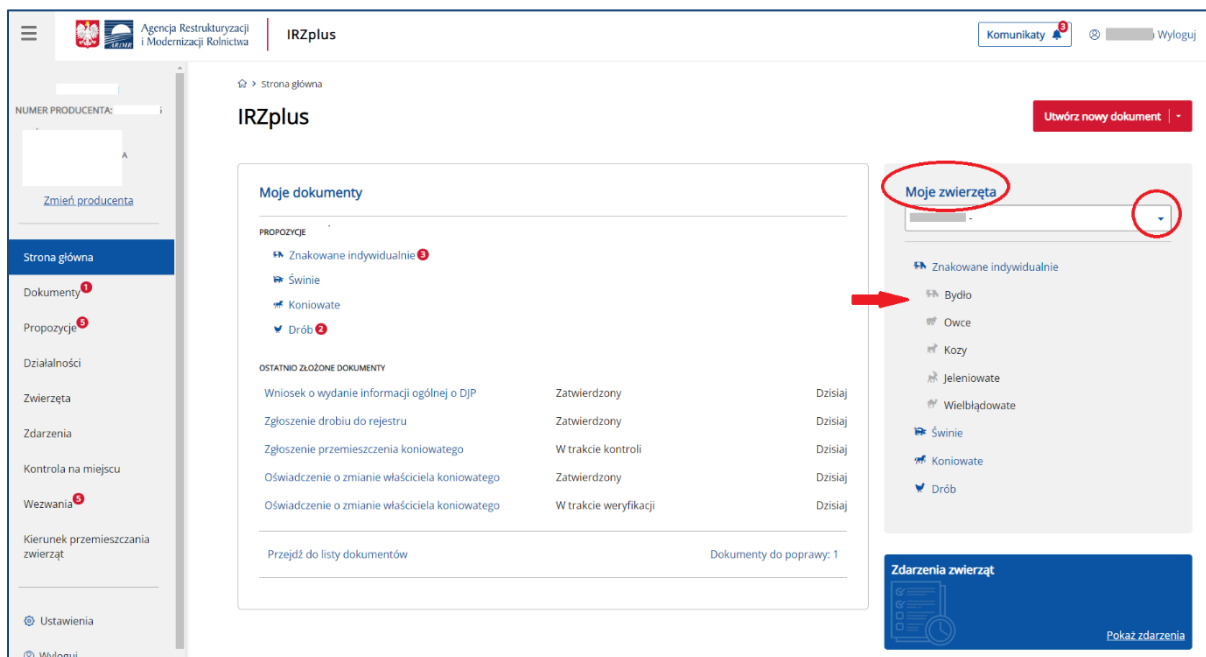 Agencja Restrukturyzacji
i Modernizacji Rolnictwa
ARiMR
IRZplus
Komunikaty 3
Wyloguj
NUMER PRODUCENTA:
A
Zmień producenta
Strona główna
Dokumenty 1
Propozycje 5
Działalności
Zwierzęta
Zdarzenia
Kontrola na miejscu
Wezwania 5
Kierunek przemieszczania
zwierząt
Ustawienia
Wyloguj
> Strona główna
IRZplus
Utwórz nowy dokument
Moje dokumenty
PROPOZYCJE
Znakowane indywidualnie 3
Świnie
Koniowate
Drób 2
OSTATNIO ZŁOŻONE DOKUMENTY
Wniosek o wydanie informacji ogólnej o DJP Zatwierdzony Dzisiaj
Zgłoszenie drobiu do rejestru Zatwierdzony Dzisiaj
Zgłoszenie przemieszczenia koniowatego W trakcie kontroli Dzisiaj
Oświadczenie o zmianie właściciela koniowatego Zatwierdzony Dzisiaj
Oświadczenie o zmianie właściciela koniowatego W trakcie weryfikacji Dzisiaj
Przejdź do listy dokumentów Dokumenty do poprawy: 1
Moje zwierzęta
-
Znakowane indywidualnie
Bydło
Owce
Kozy
Jeleniowate
Wielbłądowate
Świnie
Koniowate
Drób
Zdarzenia zwierząt
Pokaż zdarzenia